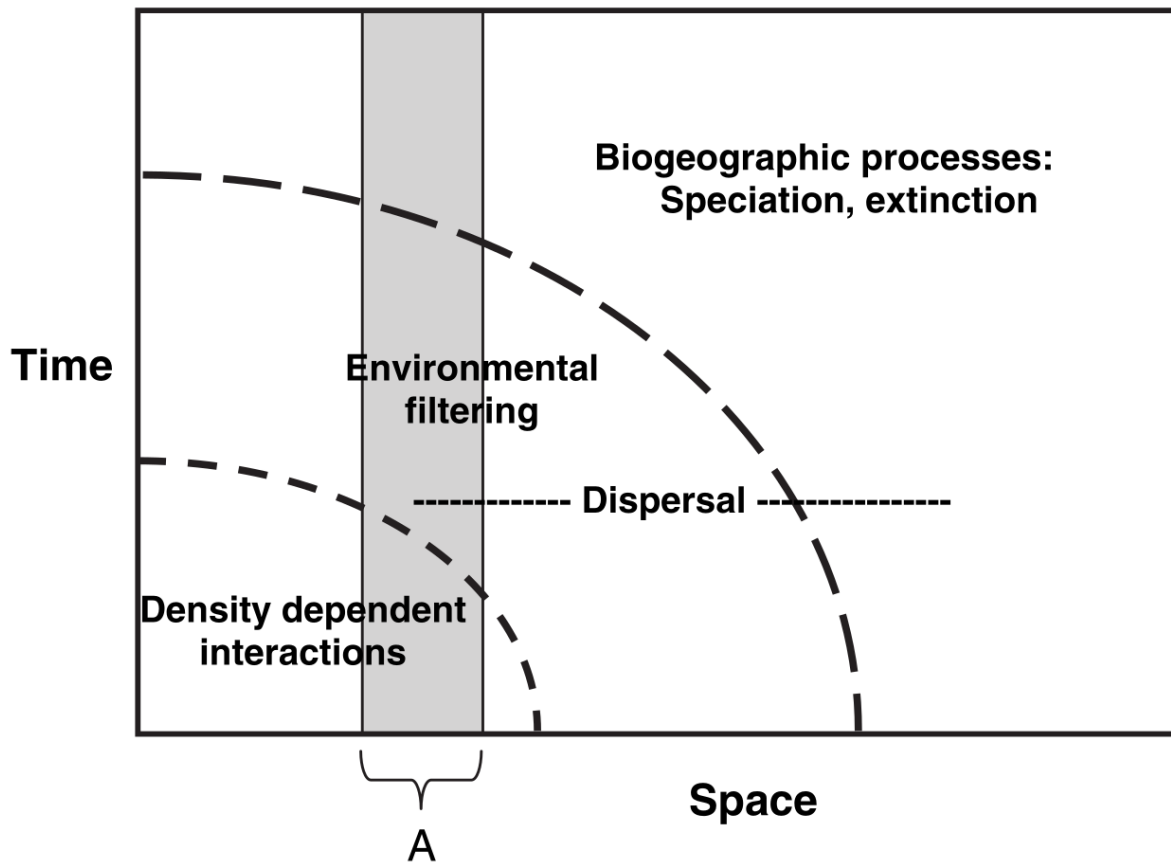 Biogeographic processes:
Speciation, extinction
Time
Environmental
filtering
------------- Dispersal -----------------
Density dependent
interactions
Space
A